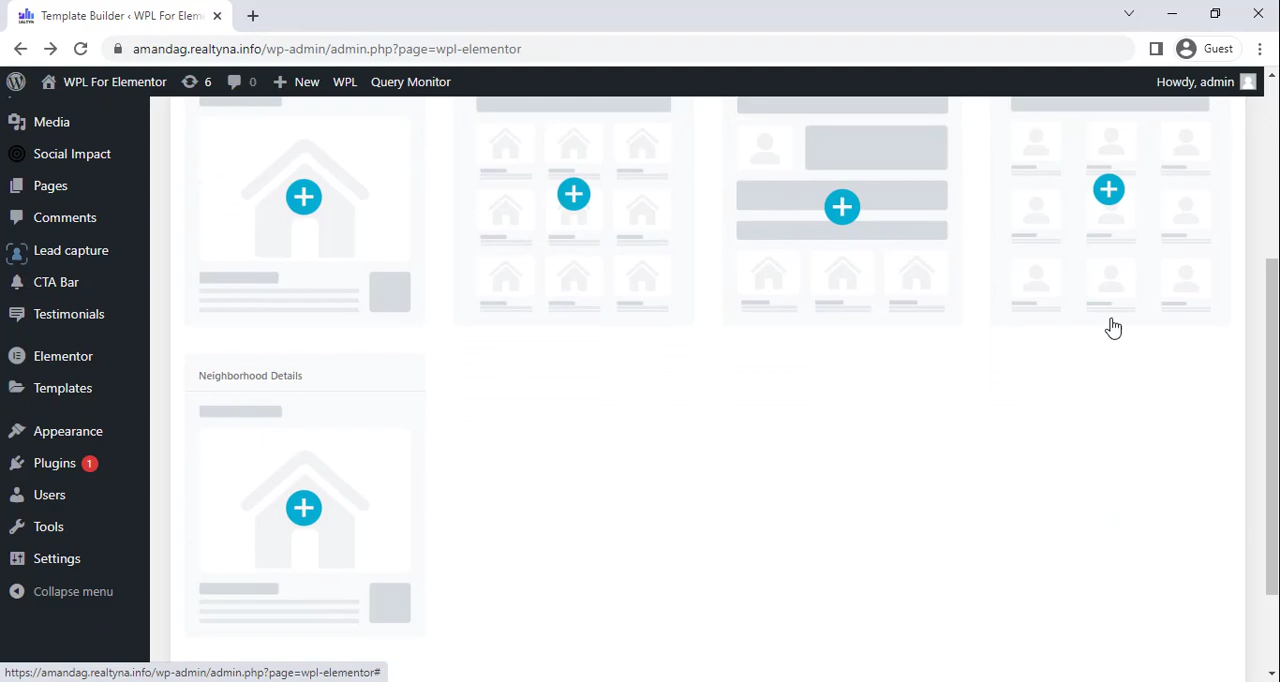 Template Builder ‹ WPL For Elem
amandag.realtyna.info/wp-admin/admin.php?page=wpl-elementor
Guest
WPL For Elementor
6
0
New
WPL
Query Monitor
Howdy, admin
Media
Social Impact
Pages
Comments
Lead capture
CTA Bar
Testimonials
Elementor
Templates
Appearance
Plugins 1
Users
Tools
Settings
Collapse menu
Neighborhood Details
https://amandag.realtyna.info/wp-admin/admin.php?page=wpl-elementor#